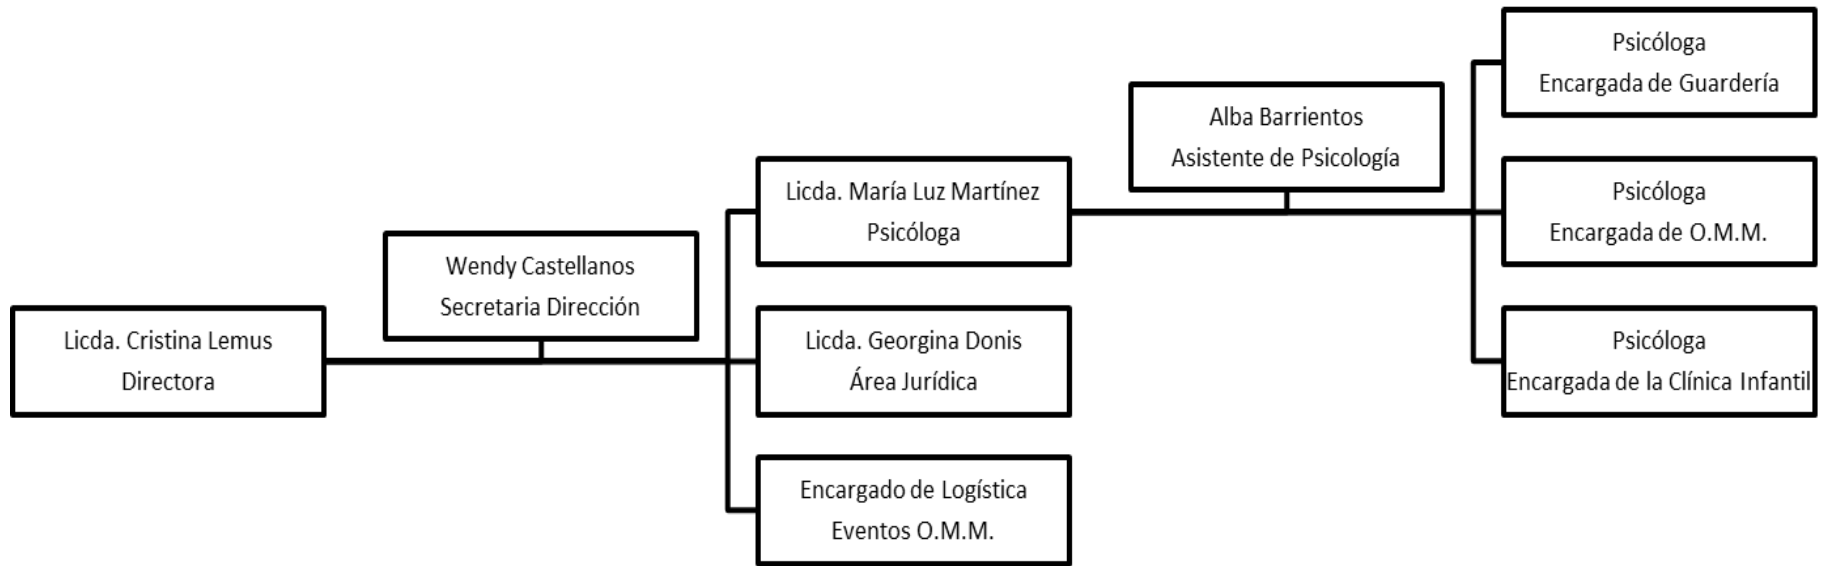 Licda. Cristina Lemus
Directora
Wendy Castellanos
Secretaria Dirección
Licda. María Luz Martínez
Psicóloga
Licda. Georgina Donis
Área Jurídica
Encargado de Logística
Eventos O.M.M.
Alba Barrientos
Asistente de Psicología
Psicóloga
Encargada de Guardería
Psicóloga
Encargada de O.M.M.
Psicóloga
Encargada de la Clínica Infantil